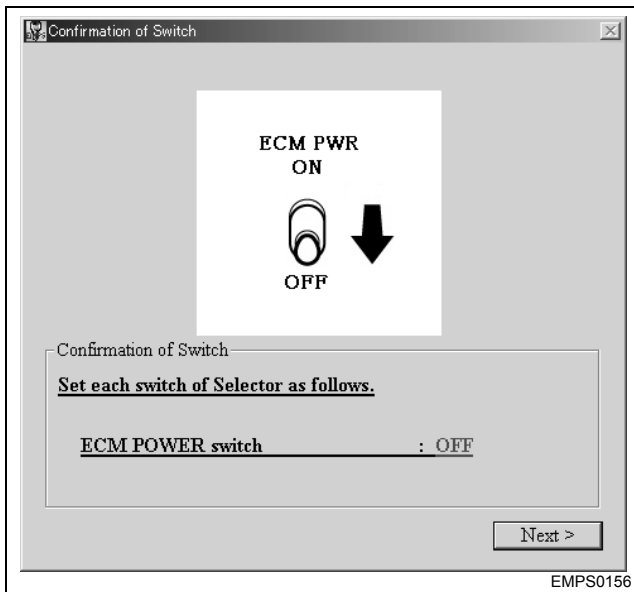 Confirmation of Switch
ECM PWR
ON
OFF
Confirmation of Switch
Set each switch of Selector as follows.
ECM POWER switch : OFF
Next >
EMPS0156